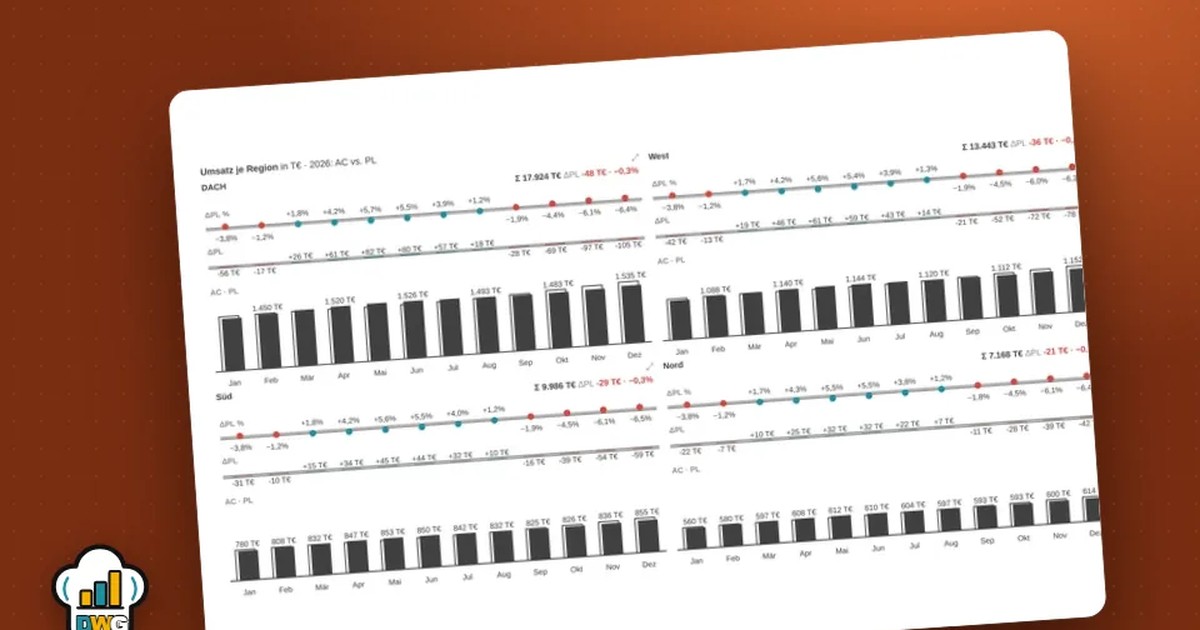 Umsatz je Region in T€ - 2026: AC vs. PL
DACH
Σ 17.924 T€ ΔPL -48 T€ · −0,3%
ΔPL %
−3,8% −1,2% +1,8% +4,2% +5,7% +5,5% +3,9% +1,2% −1,9% −4,4% −6,1% −6,4%
ΔPL
-56 T€ -17 T€ +26 T€ +61 T€ +82 T€ +80 T€ +57 T€ +18 T€ -28 T€ -69 T€ -97 T€ -105 T€
AC · PL
1.450 T€ 1.520 T€ 1.526 T€ 1.493 T€ 1.483 T€ 1.535 T€
Jan Feb Mär Apr Mai Jun Jul Aug Sep Okt Nov Dez
West
Σ 13.443 T€ ΔPL -36 T€ · −0,
ΔPL %
−3,8% −1,2% +1,7% +4,2% +5,6% +5,4% +3,9% +1,3% −1,9% −4,5% −6,0%
ΔPL
-42 T€ -13 T€ +19 T€ +46 T€ +61 T€ +59 T€ +43 T€ +14 T€ -21 T€ -52 T€ -72 T€ -78
AC · PL
1.088 T€ 1.140 T€ 1.144 T€ 1.120 T€ 1.112 T€ 1.152
Jan Feb Mär Apr Mai Jun Jul Aug Sep Okt Nov
Süd
Σ 9.986 T€ ΔPL -29 T€ · −0,3%
ΔPL %
−3,8% −1,2% +1,8% +4,2% +5,6% +5,5% +4,0% +1,2% −1,9% −4,5% −6,1% −6,5%
ΔPL
-31 T€ -10 T€ +15 T€ +34 T€ +45 T€ +44 T€ +32 T€ +10 T€ -16 T€ -39 T€ -54 T€ -59 T€
AC · PL
780 T€ 808 T€ 832 T€ 847 T€ 853 T€ 850 T€ 842 T€ 832 T€ 825 T€ 826 T€ 836 T€ 855 T€
Jan Feb Mär Apr Mai Jun Jul Aug Sep Okt Nov Dez
Nord
Σ 7.168 T€ ΔPL -21 T€ · −0,
ΔPL %
−3,8% −1,2% +1,7% +4,3% +5,5% +5,5% +3,8% +1,2% −1,8% −4,5% −6,1% −6,4
ΔPL
-22 T€ -7 T€ +10 T€ +25 T€ +32 T€ +32 T€ +22 T€ +7 T€ -11 T€ -28 T€ -39 T€ -42
AC · PL
560 T€ 580 T€ 597 T€ 608 T€ 612 T€ 610 T€ 604 T€ 597 T€ 593 T€ 593 T€ 600 T€ 614
Jan Feb Mär Apr Mai Jun Jul Aug Sep Okt Nov
DWG